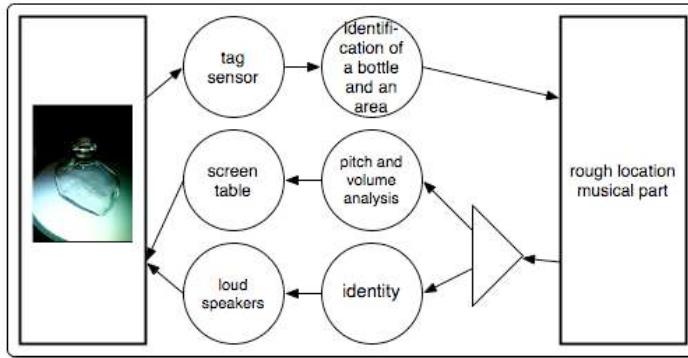 tag
sensor
identifi-
cation of
a bottle
and an
area
screen
table
pitch and
volume
analysis
rough location
musical part
loud
speakers
identity